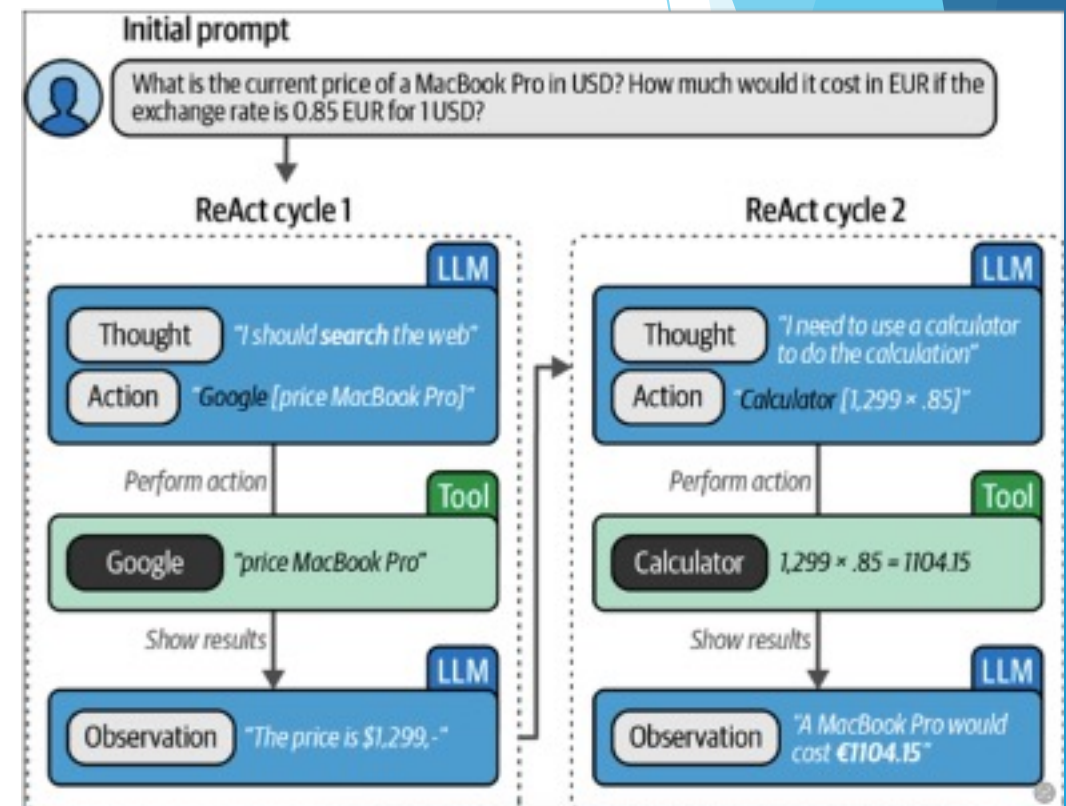 Initial prompt
What is the current price of a MacBook Pro in USD? How much would it cost in EUR if the
exchange rate is 0.85 EUR for 1 USD?
ReAct cycle 1
LLM
Thought "I should search the web"
Action "Google [price MacBook Pro]"
Perform action
Tool
Google "price MacBook Pro"
Show results
LLM
Observation "The price is $1,299,-"
ReAct cycle 2
LLM
Thought "I need to use a calculator
to do the calculation"
Action "Calculator [1,299 × .85]"
Perform action
Tool
Calculator 1,299 × .85 = 1104.15
Show results
LLM
Observation "A MacBook Pro would
cost €1104.15"